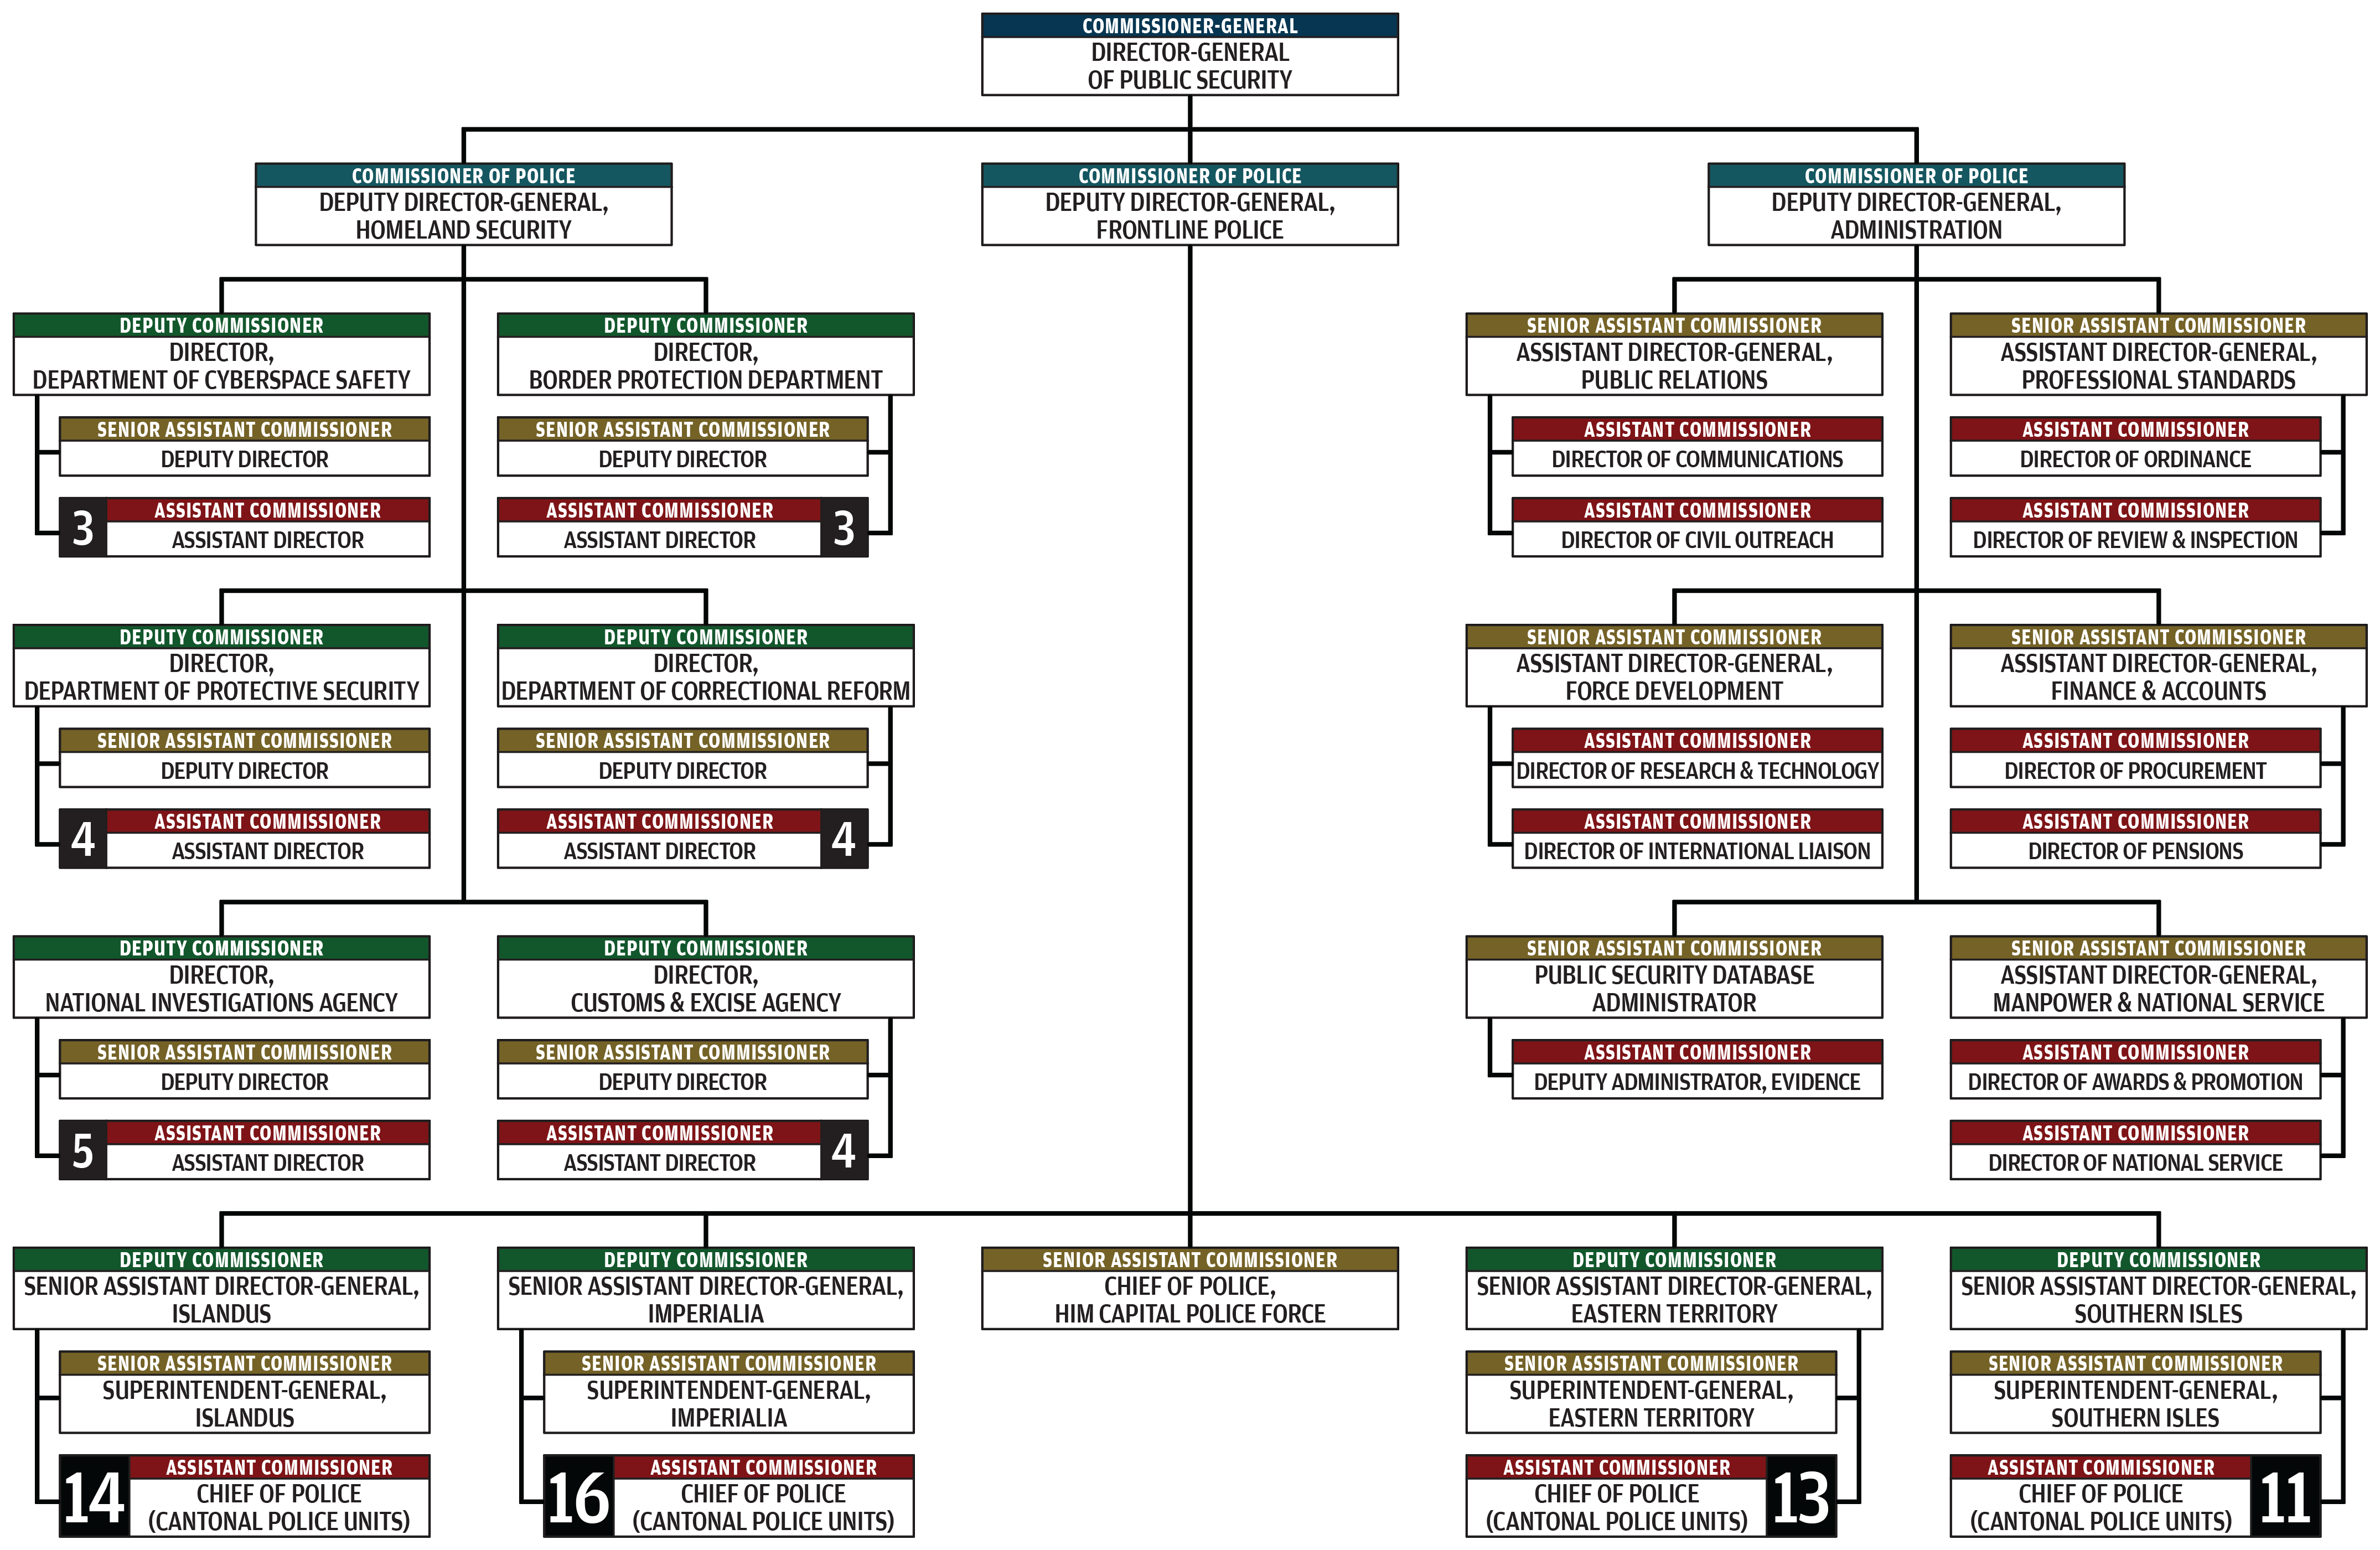 COMMISSIONER-GENERAL
DIRECTOR-GENERAL
OF PUBLIC SECURITY
COMMISSIONER OF POLICE
DEPUTY DIRECTOR-GENERAL,
HOMELAND SECURITY
COMMISSIONER OF POLICE
DEPUTY DIRECTOR-GENERAL,
FRONTLINE POLICE
COMMISSIONER OF POLICE
DEPUTY DIRECTOR-GENERAL,
ADMINISTRATION
DEPUTY COMMISSIONER
DIRECTOR,
DEPARTMENT OF CYBERSPACE SAFETY
SENIOR ASSISTANT COMMISSIONER
DEPUTY DIRECTOR
3
ASSISTANT COMMISSIONER
ASSISTANT DIRECTOR
DEPUTY COMMISSIONER
DIRECTOR,
BORDER PROTECTION DEPARTMENT
SENIOR ASSISTANT COMMISSIONER
DEPUTY DIRECTOR
ASSISTANT COMMISSIONER
ASSISTANT DIRECTOR
3
SENIOR ASSISTANT COMMISSIONER
ASSISTANT DIRECTOR-GENERAL,
PUBLIC RELATIONS
ASSISTANT COMMISSIONER
DIRECTOR OF COMMUNICATIONS
ASSISTANT COMMISSIONER
DIRECTOR OF CIVIL OUTREACH
SENIOR ASSISTANT COMMISSIONER
ASSISTANT DIRECTOR-GENERAL,
PROFESSIONAL STANDARDS
ASSISTANT COMMISSIONER
DIRECTOR OF ORDINANCE
ASSISTANT COMMISSIONER
DIRECTOR OF REVIEW & INSPECTION
DEPUTY COMMISSIONER
DIRECTOR,
DEPARTMENT OF PROTECTIVE SECURITY
SENIOR ASSISTANT COMMISSIONER
DEPUTY DIRECTOR
4
ASSISTANT COMMISSIONER
ASSISTANT DIRECTOR
DEPUTY COMMISSIONER
DIRECTOR,
DEPARTMENT OF CORRECTIONAL REFORM
SENIOR ASSISTANT COMMISSIONER
DEPUTY DIRECTOR
ASSISTANT COMMISSIONER
ASSISTANT DIRECTOR
4
SENIOR ASSISTANT COMMISSIONER
ASSISTANT DIRECTOR-GENERAL,
FORCE DEVELOPMENT
ASSISTANT COMMISSIONER
DIRECTOR OF RESEARCH & TECHNOLOGY
ASSISTANT COMMISSIONER
DIRECTOR OF INTERNATIONAL LIAISON
SENIOR ASSISTANT COMMISSIONER
ASSISTANT DIRECTOR-GENERAL,
FINANCE & ACCOUNTS
ASSISTANT COMMISSIONER
DIRECTOR OF PROCUREMENT
ASSISTANT COMMISSIONER
DIRECTOR OF PENSIONS
DEPUTY COMMISSIONER
DIRECTOR,
NATIONAL INVESTIGATIONS AGENCY
SENIOR ASSISTANT COMMISSIONER
DEPUTY DIRECTOR
5
ASSISTANT COMMISSIONER
ASSISTANT DIRECTOR
DEPUTY COMMISSIONER
DIRECTOR,
CUSTOMS & EXCISE AGENCY
SENIOR ASSISTANT COMMISSIONER
DEPUTY DIRECTOR
ASSISTANT COMMISSIONER
ASSISTANT DIRECTOR
4
SENIOR ASSISTANT COMMISSIONER
PUBLIC SECURITY DATABASE
ADMINISTRATOR
ASSISTANT COMMISSIONER
DEPUTY ADMINISTRATOR, EVIDENCE
SENIOR ASSISTANT COMMISSIONER
ASSISTANT DIRECTOR-GENERAL,
MANPOWER & NATIONAL SERVICE
ASSISTANT COMMISSIONER
DIRECTOR OF AWARDS & PROMOTION
ASSISTANT COMMISSIONER
DIRECTOR OF NATIONAL SERVICE
DEPUTY COMMISSIONER
SENIOR ASSISTANT DIRECTOR-GENERAL,
ISLANDUS
SENIOR ASSISTANT COMMISSIONER
SUPERINTENDENT-GENERAL,
ISLANDUS
14
ASSISTANT COMMISSIONER
CHIEF OF POLICE
(CANTONAL POLICE UNITS)
DEPUTY COMMISSIONER
SENIOR ASSISTANT DIRECTOR-GENERAL,
IMPERIALIA
SENIOR ASSISTANT COMMISSIONER
SUPERINTENDENT-GENERAL,
IMPERIALIA
16
ASSISTANT COMMISSIONER
CHIEF OF POLICE
(CANTONAL POLICE UNITS)
SENIOR ASSISTANT COMMISSIONER
CHIEF OF POLICE,
HIM CAPITAL POLICE FORCE
DEPUTY COMMISSIONER
SENIOR ASSISTANT DIRECTOR-GENERAL,
EASTERN TERRITORY
SENIOR ASSISTANT COMMISSIONER
SUPERINTENDENT-GENERAL,
EASTERN TERRITORY
ASSISTANT COMMISSIONER
CHIEF OF POLICE
(CANTONAL POLICE UNITS)
13
DEPUTY COMMISSIONER
SENIOR ASSISTANT DIRECTOR-GENERAL,
SOUTHERN ISLES
SENIOR ASSISTANT COMMISSIONER
SUPERINTENDENT-GENERAL,
SOUTHERN ISLES
ASSISTANT COMMISSIONER
CHIEF OF POLICE
(CANTONAL POLICE UNITS)
11